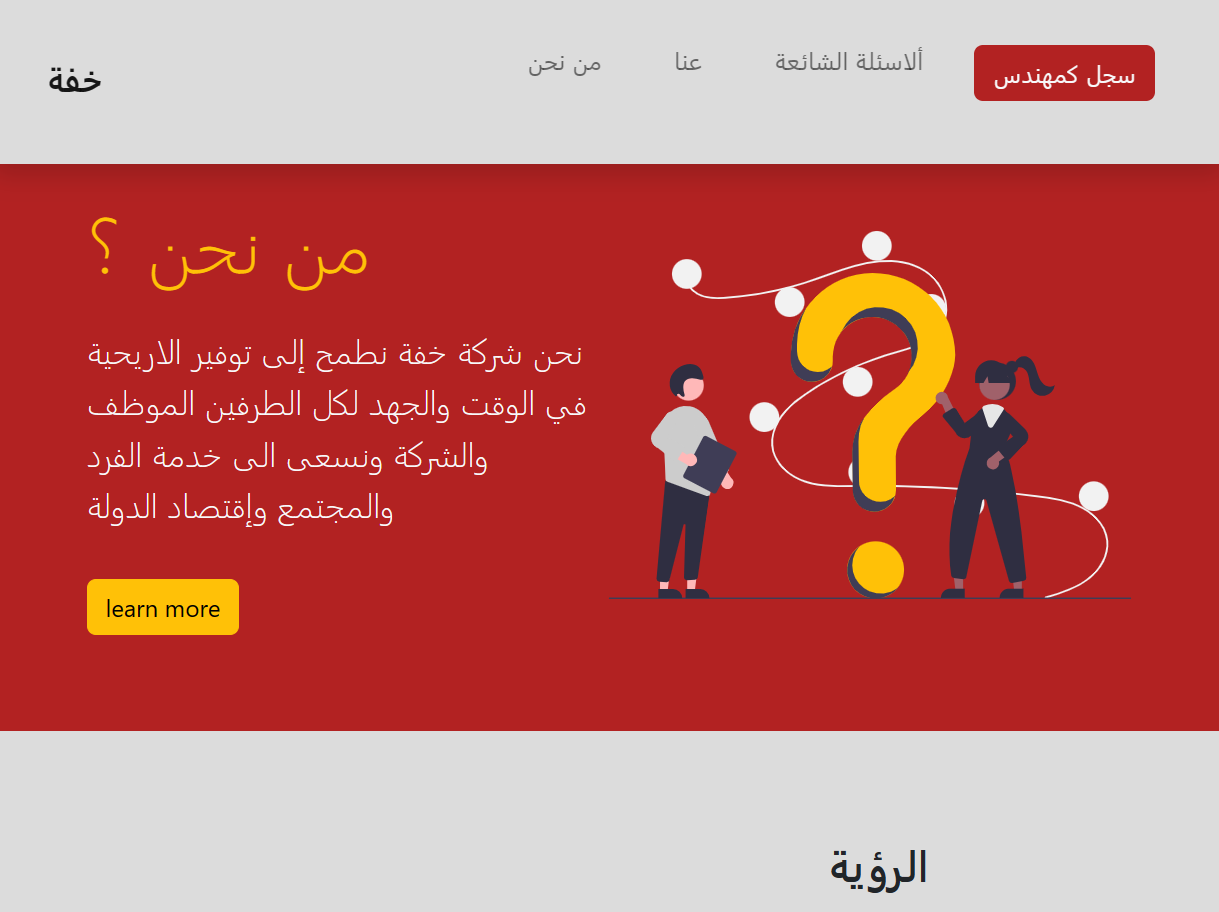 خفة
من نحن
عنا
ألاسئلة الشائعة
سجل كمهندس
من نحن ؟
نحن شركة خفة نطمح إلى توفير الاريحية
في الوقت والجهد لكل الطرفين الموظف
والشركة ونسعى الى خدمة الفرد
والمجتمع وإقتصاد الدولة
learn more
الرؤية